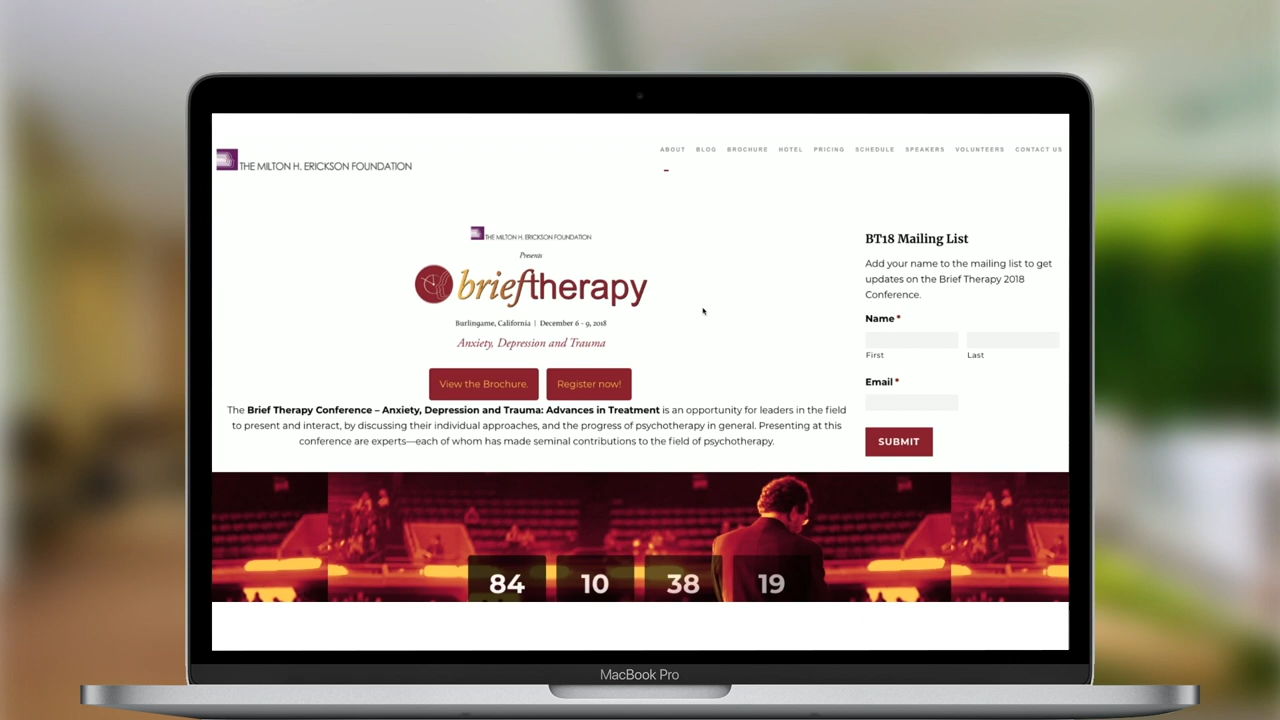 THE MILTON H. ERICKSON FOUNDATION
ABOUT BLOG BROCHURE HOTEL PRICING SCHEDULE SPEAKERS VOLUNTEERS CONTACT US
THE MILTON H. ERICKSON FOUNDATION
Presents
brieftherapy
Burlingame, California | December 6 - 9, 2018
Anxiety, Depression and Trauma
View the Brochure. Register now!
The Brief Therapy Conference – Anxiety, Depression and Trauma: Advances in Treatment is an opportunity for leaders in the field
to present and interact, by discussing their individual approaches, and the progress of psychotherapy in general. Presenting at this
conference are experts—each of whom has made seminal contributions to the field of psychotherapy.
BT18 Mailing List
Add your name to the mailing list to get
updates on the Brief Therapy 2018
Conference.
Name *
First Last
Email *
SUBMIT
84 10 38 19
MacBook Pro